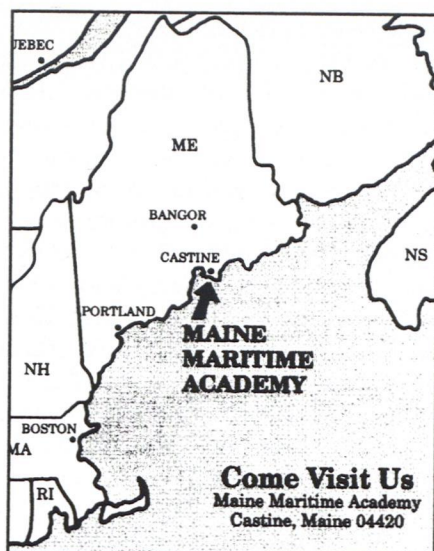 UEBEC
NB
ME
BANGOR
CASTINE
NS
PORTLAND
MAINE
MARITIME
ACADEMY
NH
BOSTON
MA
RI
Come Visit Us
Maine Maritime Academy
Castine, Maine 04420